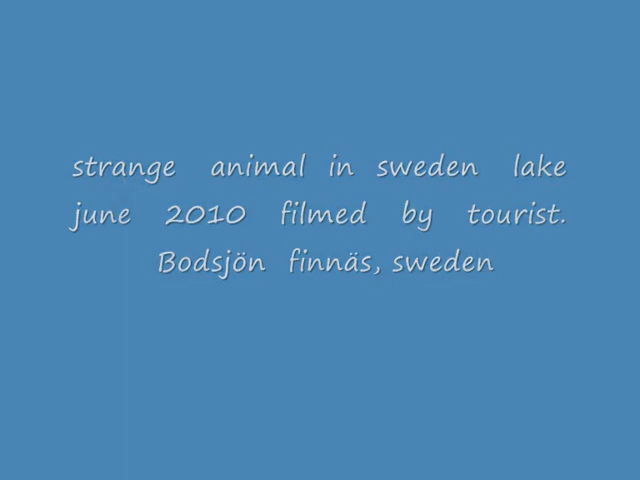 strange animal in sweden lake
june 2010 filmed by tourist.
Bodsjön finnäs, sweden